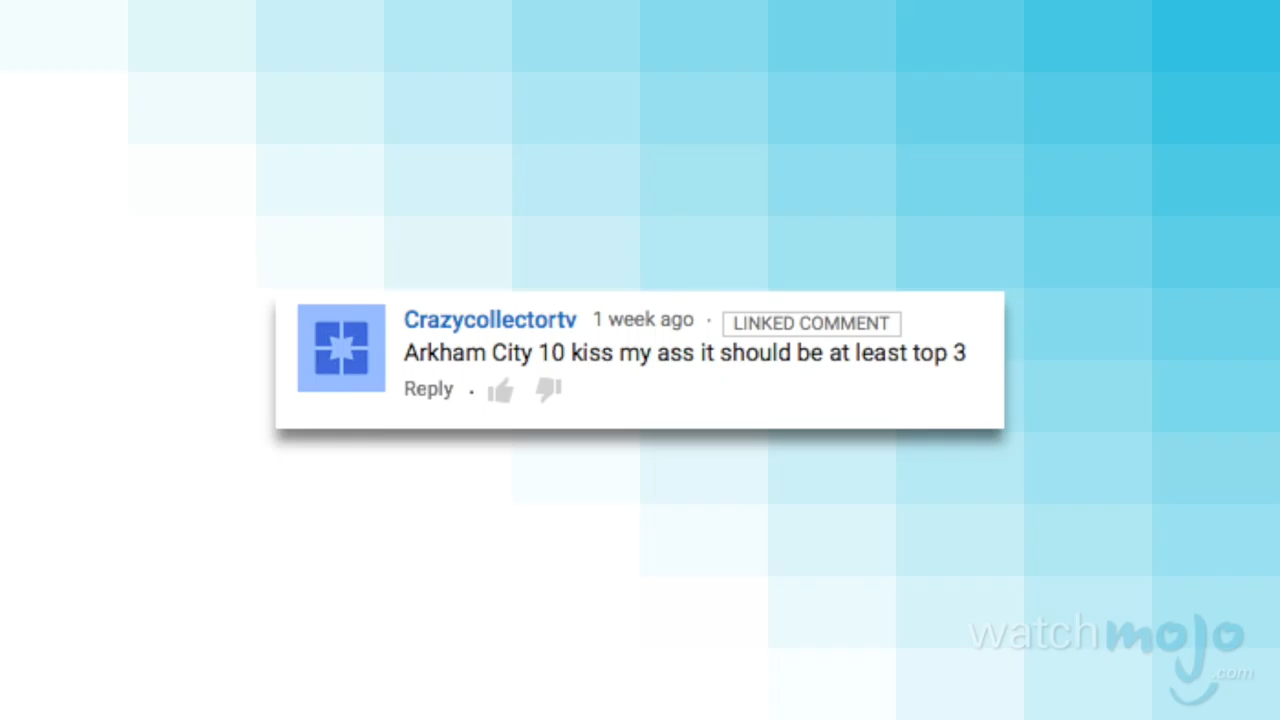 Crazycollectortv 1 week ago · LINKED COMMENT
Arkham City 10 kiss my ass it should be at least top 3
Reply ·
watchmojo
.com